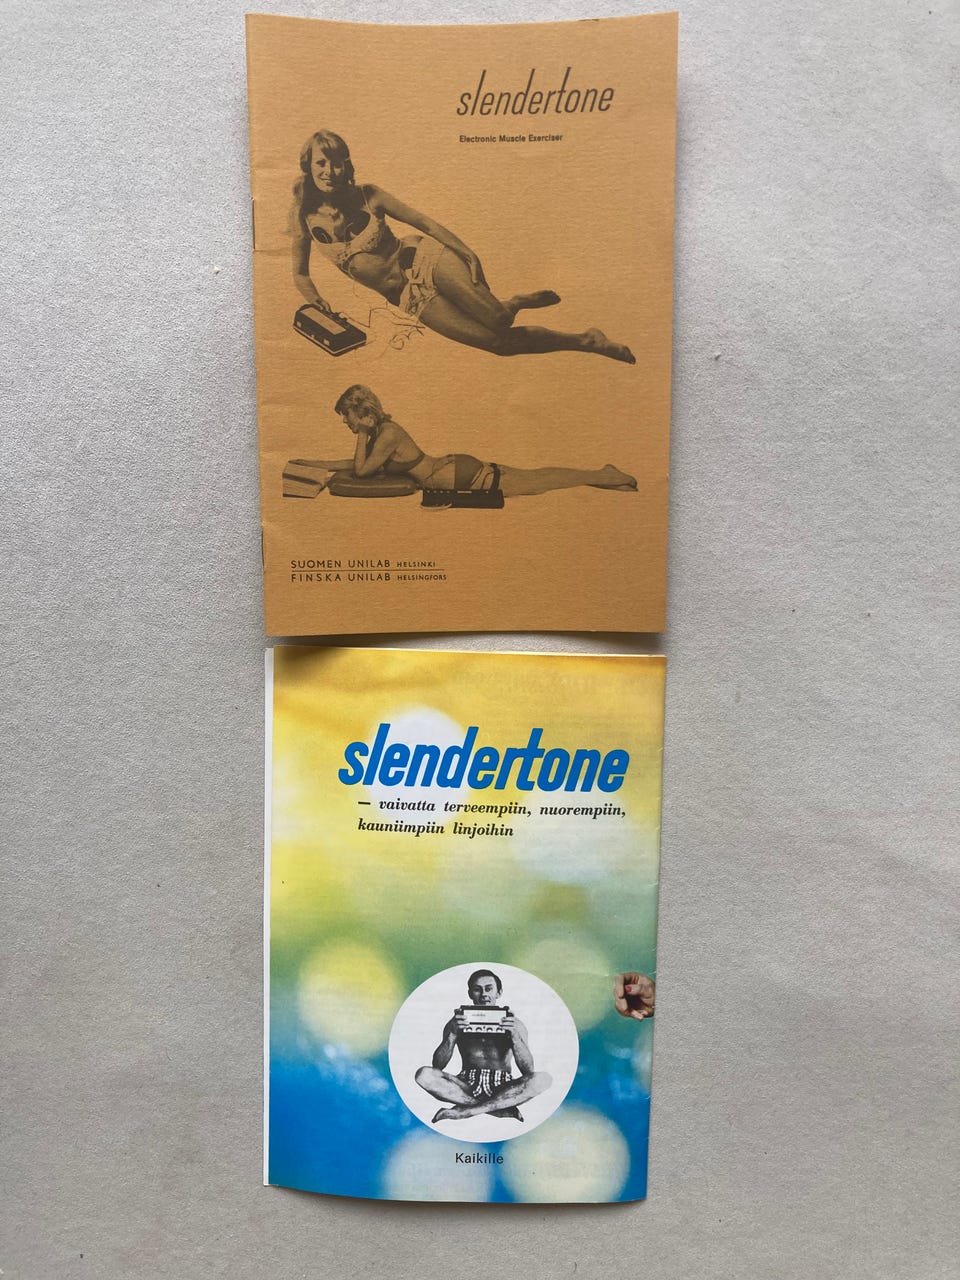 slendertone
Electronic Muscle Exerciser
SUOMEN UNILAB HELSINKI
FINSKA UNILAB HELSINGFORS
slendertone
— vaivatta terveempiin, nuorempiin,
kauniimpiin linjoihin
Kaikille